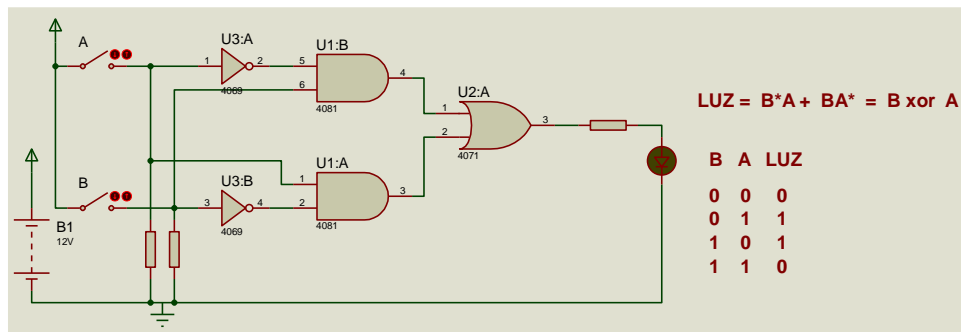 A
U3:A
1
2
4069
U1:B
5
6
4
4081
U2:A
1
2
3
4071
LUZ = B*A + BA* = B xor A
B A LUZ
0 0 0
0 1 1
1 0 1
1 1 0
U1:A
1
2
3
4081
B
U3:B
3
4
4069
B1
12V